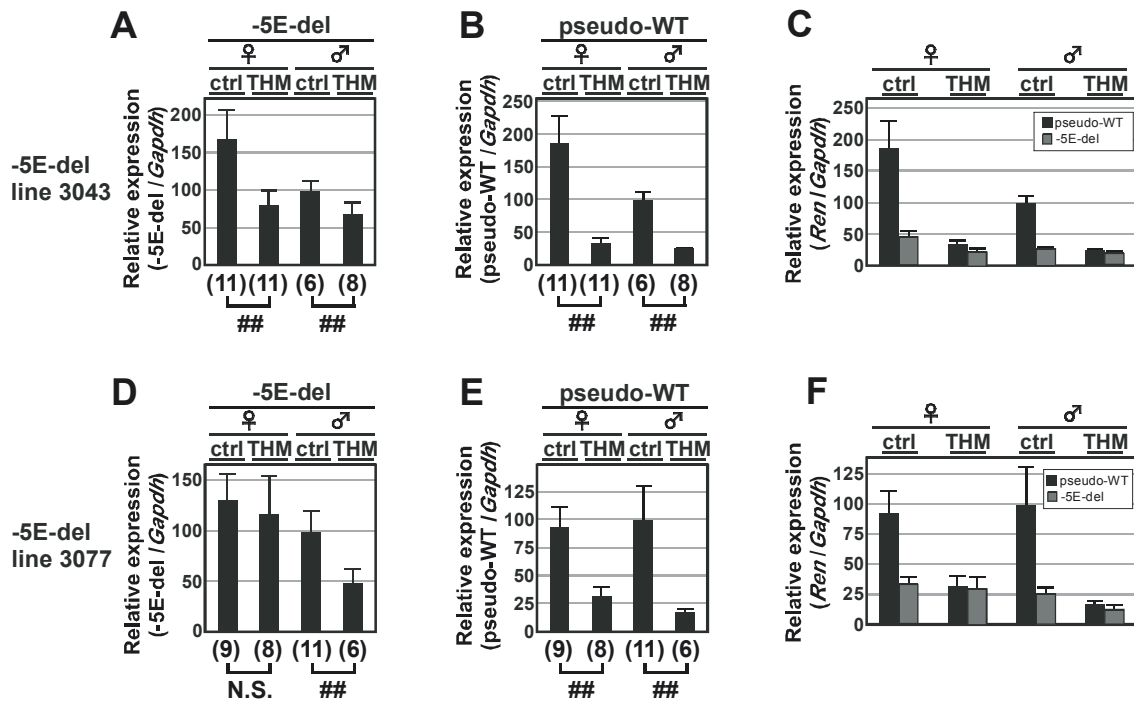 A
-5E-del
♀ ♂
ctrl THM ctrl THM
-5E-del
line 3043
Relative expression
(-5E-del / Gapdh)
200
150
100
50
0
(11) (11) (6) (8)
## ##
B
pseudo-WT
♀ ♂
ctrl THM ctrl THM
Relative expression
(pseudo-WT / Gapdh)
250
200
150
100
50
0
(11) (11) (6) (8)
## ##
C
♀ ♂
ctrl THM ctrl THM
Relative expression
(Ren / Gapdh)
250
200
150
100
50
0
pseudo-WT
-5E-del
D
-5E-del
♀ ♂
ctrl THM ctrl THM
-5E-del
line 3077
Relative expression
(-5E-del / Gapdh)
150
100
50
0
(9) (8) (11) (6)
N.S. ##
E
pseudo-WT
♀ ♂
ctrl THM ctrl THM
Relative expression
(pseudo-WT / Gapdh)
125
100
75
50
25
0
(9) (8) (11) (6)
## ##
F
♀ ♂
ctrl THM ctrl THM
Relative expression
(Ren / Gapdh)
125
100
75
50
25
0
pseudo-WT
-5E-del